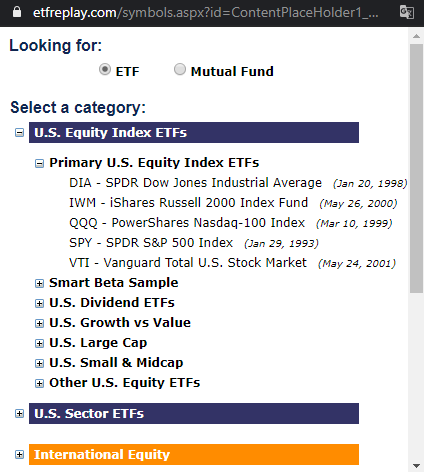 etfreplay.com/symbols.aspx?id=ContentPlaceHolder1_...
Looking for:
ETF Mutual Fund
Select a category:
U.S. Equity Index ETFs
Primary U.S. Equity Index ETFs
DIA - SPDR Dow Jones Industrial Average (Jan 20, 1998)
IWM - iShares Russell 2000 Index Fund (May 26, 2000)
QQQ - PowerShares Nasdaq-100 Index (Mar 10, 1999)
SPY - SPDR S&P 500 Index (Jan 29, 1993)
VTI - Vanguard Total U.S. Stock Market (May 24, 2001)
Smart Beta Sample
U.S. Dividend ETFs
U.S. Growth vs Value
U.S. Large Cap
U.S. Small & Midcap
Other U.S. Equity ETFs
U.S. Sector ETFs
International Equity